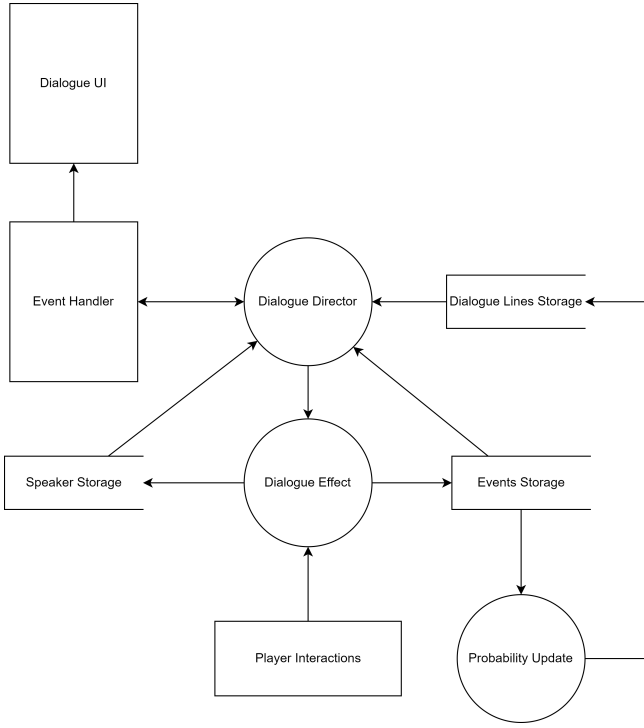 Dialogue UI
Event Handler
Dialogue Director
Dialogue Lines Storage
Speaker Storage
Dialogue Effect
Events Storage
Player Interactions
Probability Update